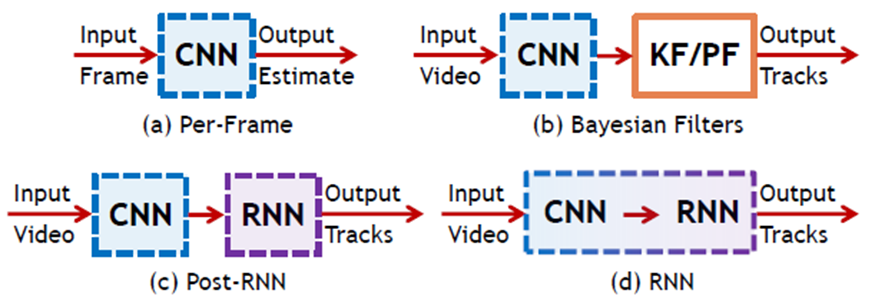 Input
Frame
CNN
Output
Estimate
(a) Per-Frame
Input
Video
CNN
KF/PF
Output
Tracks
(b) Bayesian Filters
Input
Video
CNN
RNN
Output
Tracks
(c) Post-RNN
Input
Video
CNN
RNN
Output
Tracks
(d) RNN